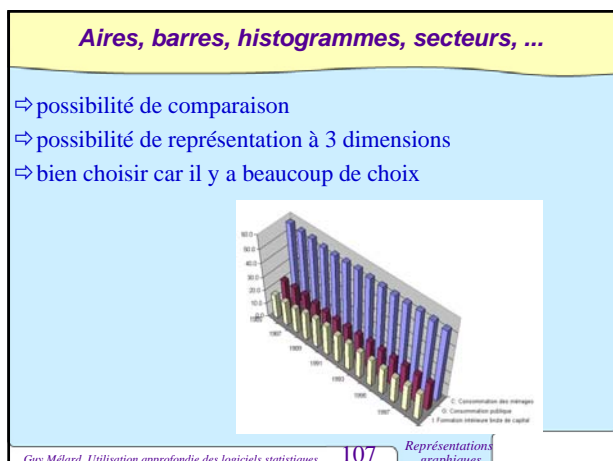 Aires, barres, histogrammes, secteurs, ...
⇨ possibilité de comparaison
⇨ possibilité de représentation à 3 dimensions
⇨ bien choisir car il y a beaucoup de choix
50.0
40.0
30.0
20.0
10.0
0.0
1987
1989
1991
1993
1997
C: Consommation des ménages
G: Consommation publique
I: Formation intérieure brute de capital
Guy Mélard, Utilisation approfondie des logiciels statistiques
107
Représentations
graphiques